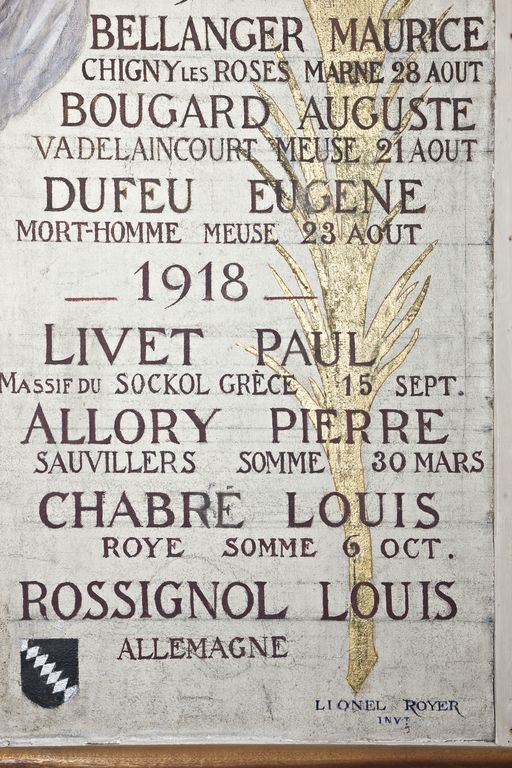 BELLANGER MAURICE
CHIGNY LES ROSES MARNE 28 AOUT
BOUGARD AUGUSTE
VADELAINCOURT MEUSE 21 AOUT
DUFEU EUGENE
MORT-HOMME MEUSE 23 AOUT
— 1918 —
LIVET PAUL
MASSIF DU SOCKOL GRÈCE 15 SEPT.
ALLORY PIERRE
SAUVILLERS SOMME 30 MARS
CHABRÉ LOUIS
ROYE SOMME 6 OCT.
ROSSIGNOL LOUIS
ALLEMAGNE
LIONEL ROYER
INVT